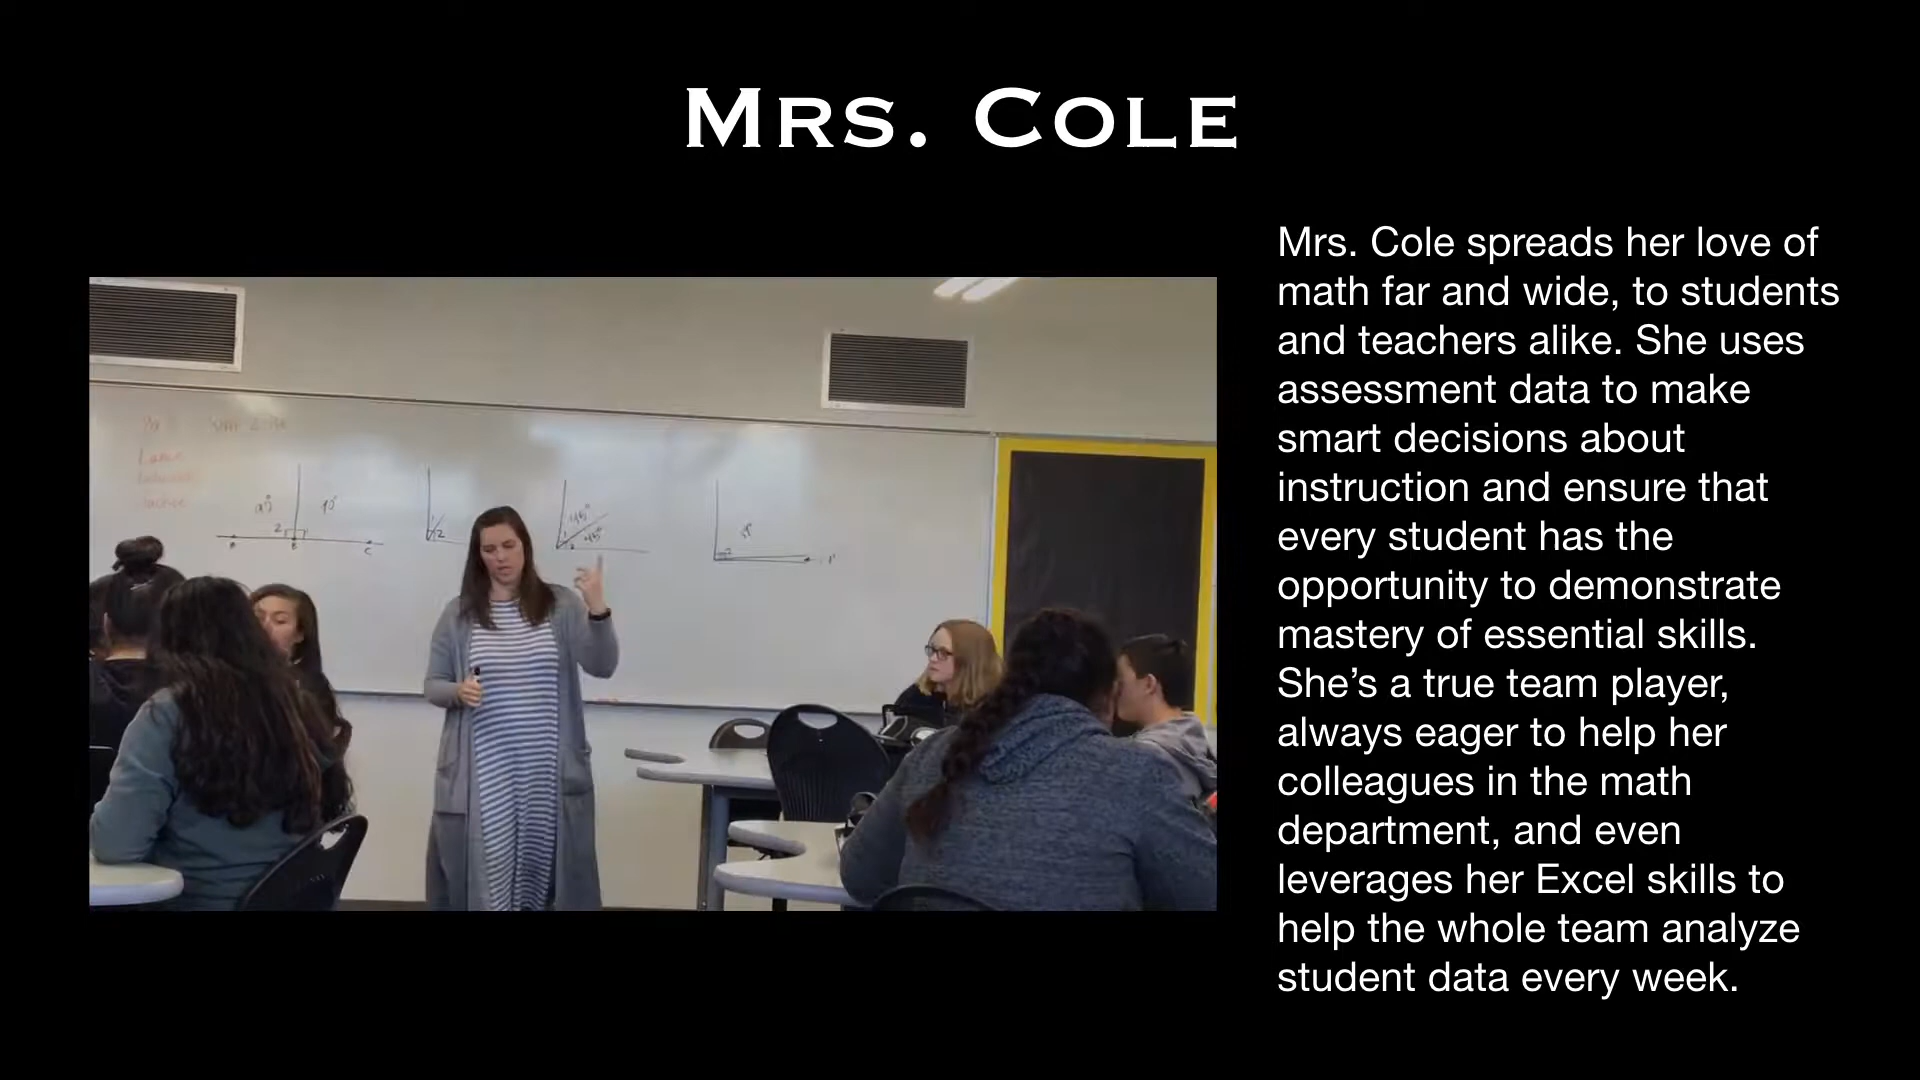 Mrs. Cole
Mrs. Cole spreads her love of
math far and wide, to students
and teachers alike. She uses
assessment data to make
smart decisions about
instruction and ensure that
every student has the
opportunity to demonstrate
mastery of essential skills.
She’s a true team player,
always eager to help her
colleagues in the math
department, and even
leverages her Excel skills to
help the whole team analyze
student data every week.